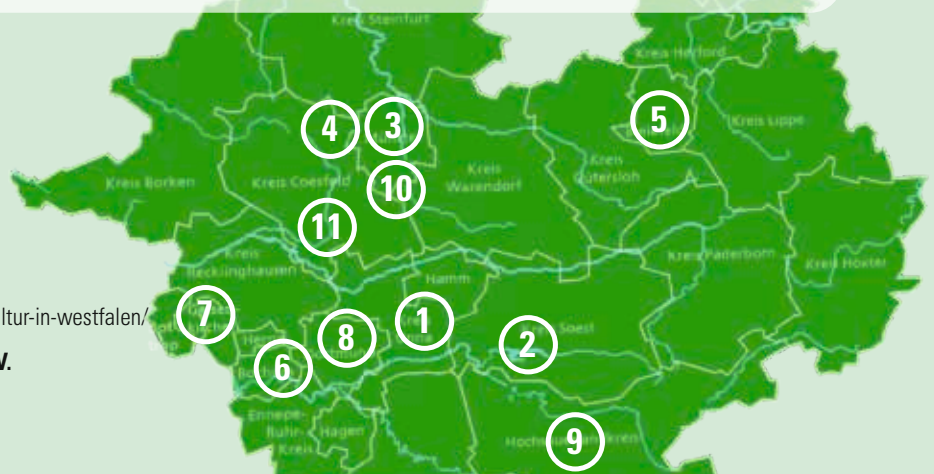 Kreis Steinfurt
Kreis Herford
4
3
5
Kreis Lippe
Kreis
Gütersloh
Kreis
Warendorf
Kreis Borken
Kreis Coesfeld
10
11
Kreis Paderborn
Kreis Höxter
Kreis
Recklinghausen
Hamm
ltur-in-westfalen/
7
8
1
2
Soest
V.
6
Ennepe-
Ruhr-
Kreis
Hagen
9